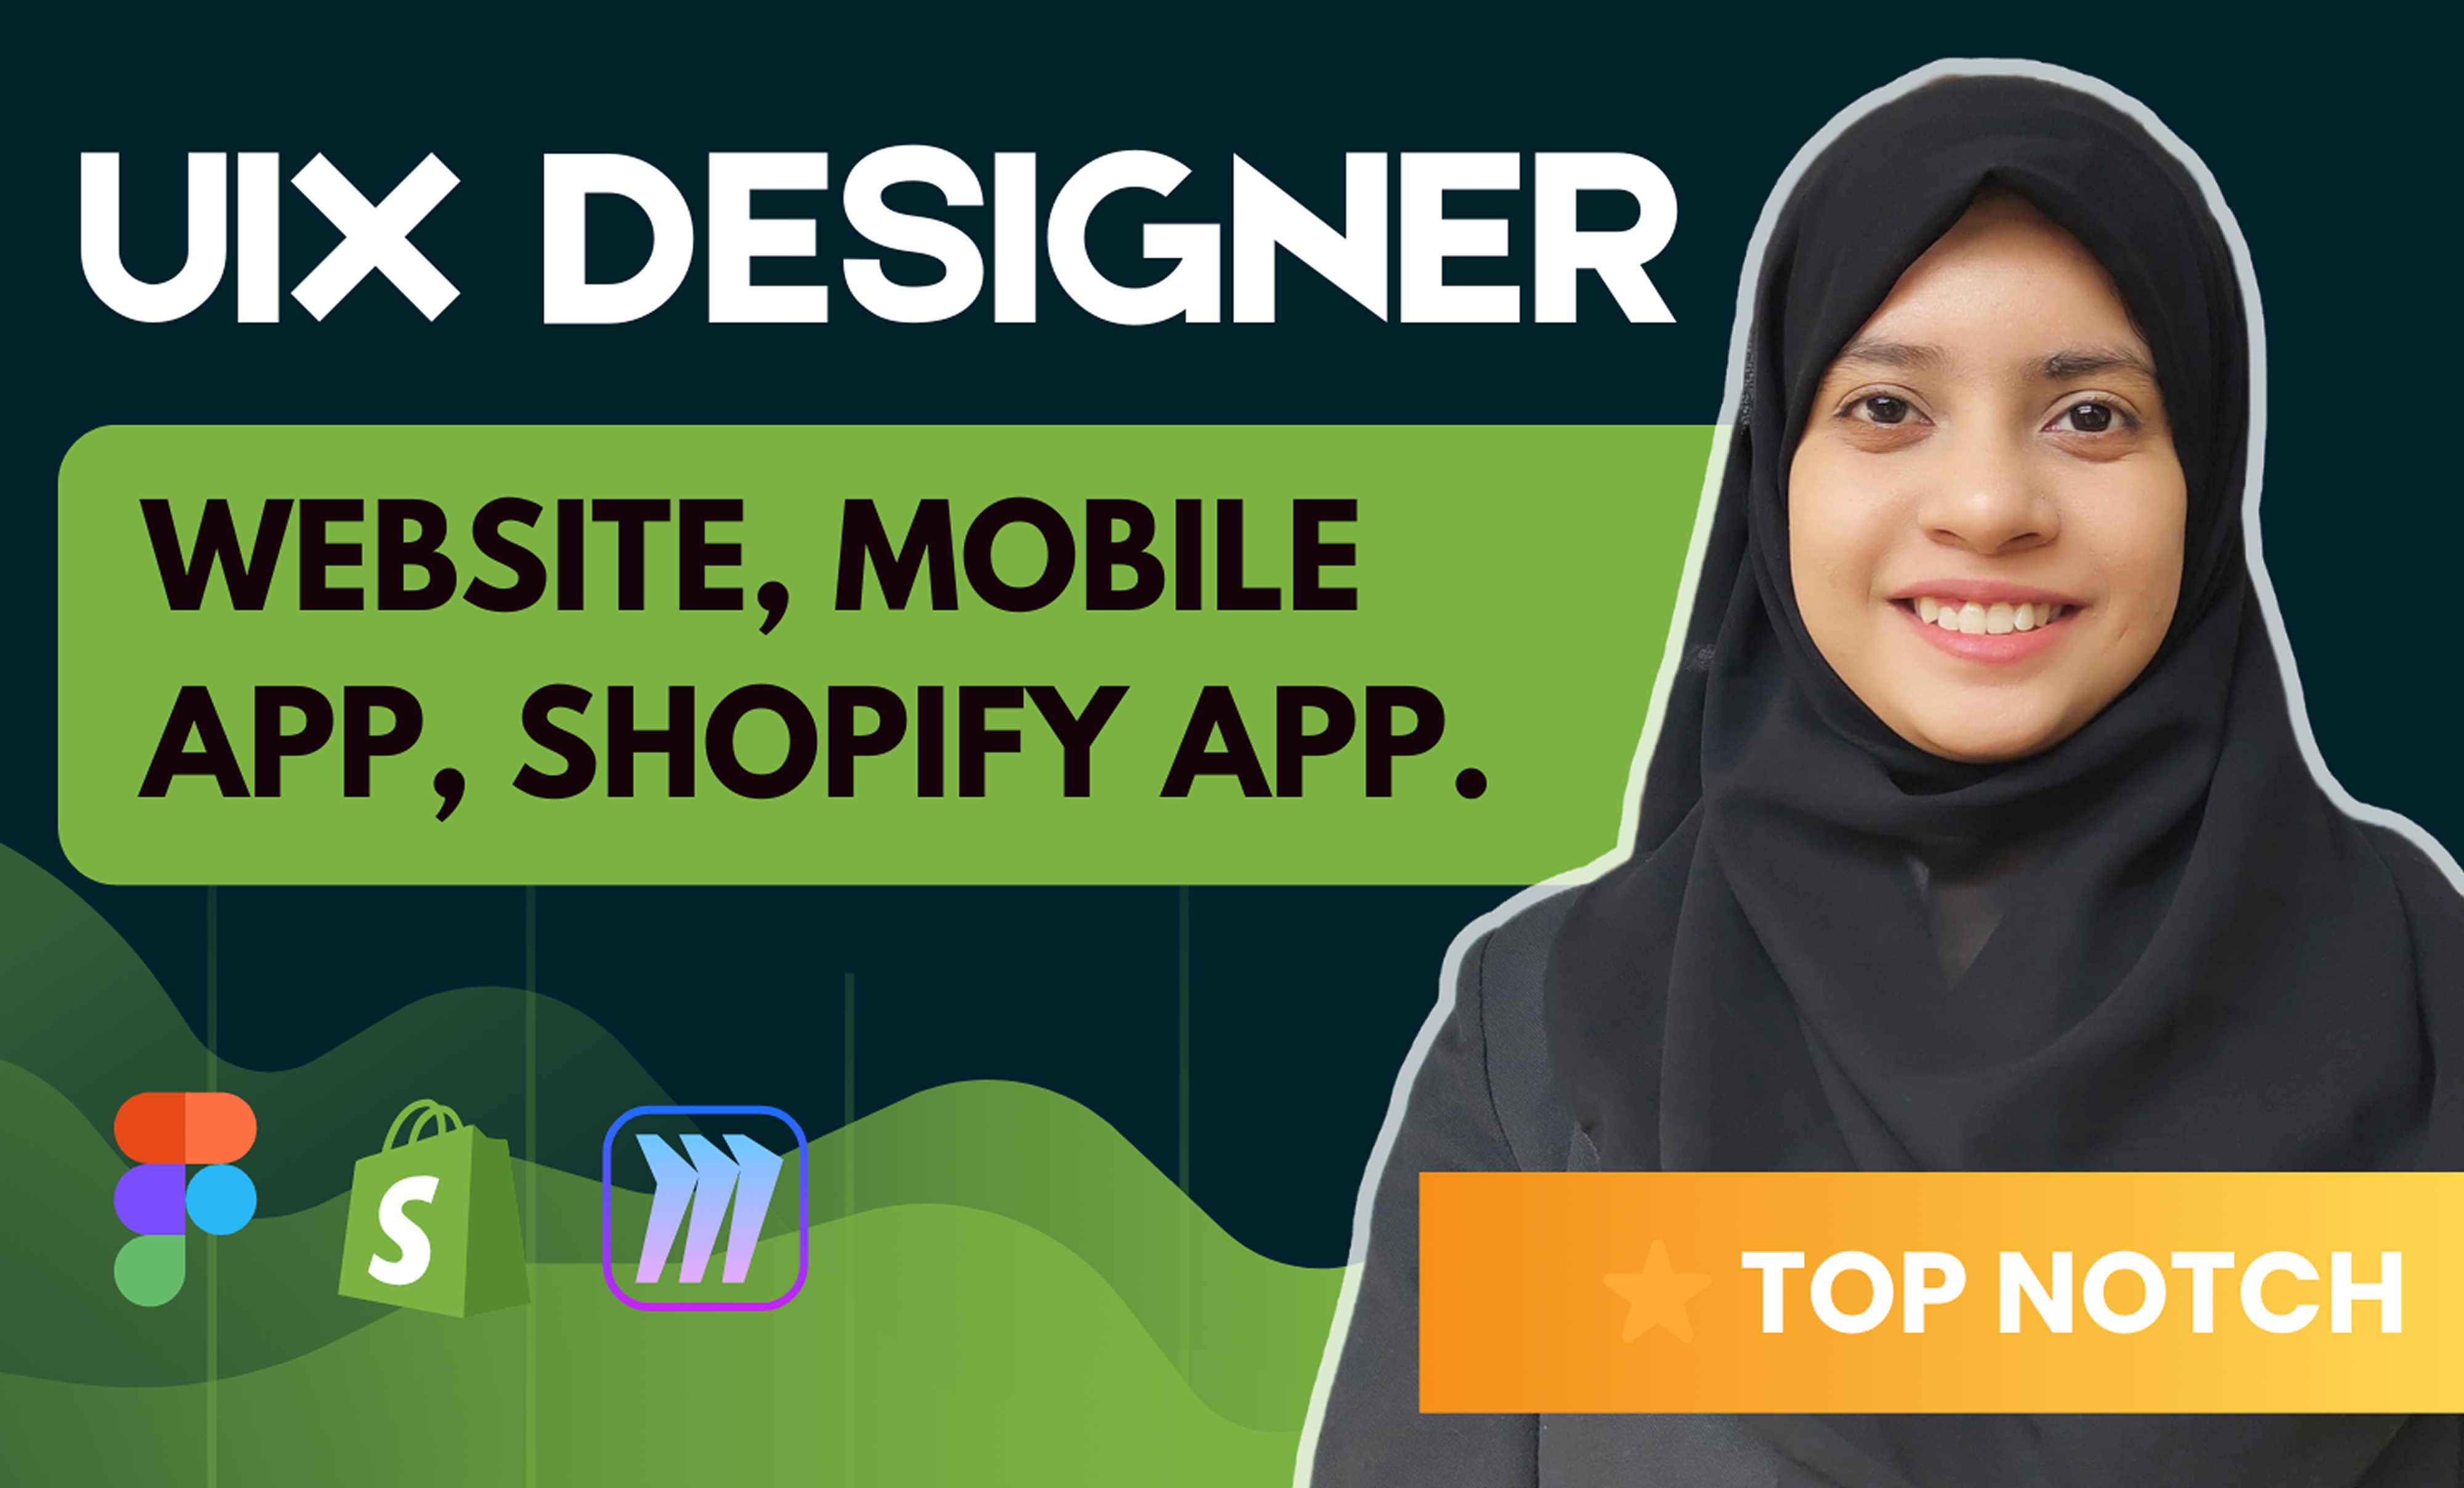 UIX DESIGNER
WEBSITE, MOBILE
APP, SHOPIFY APP.
S
TOP NOTCH